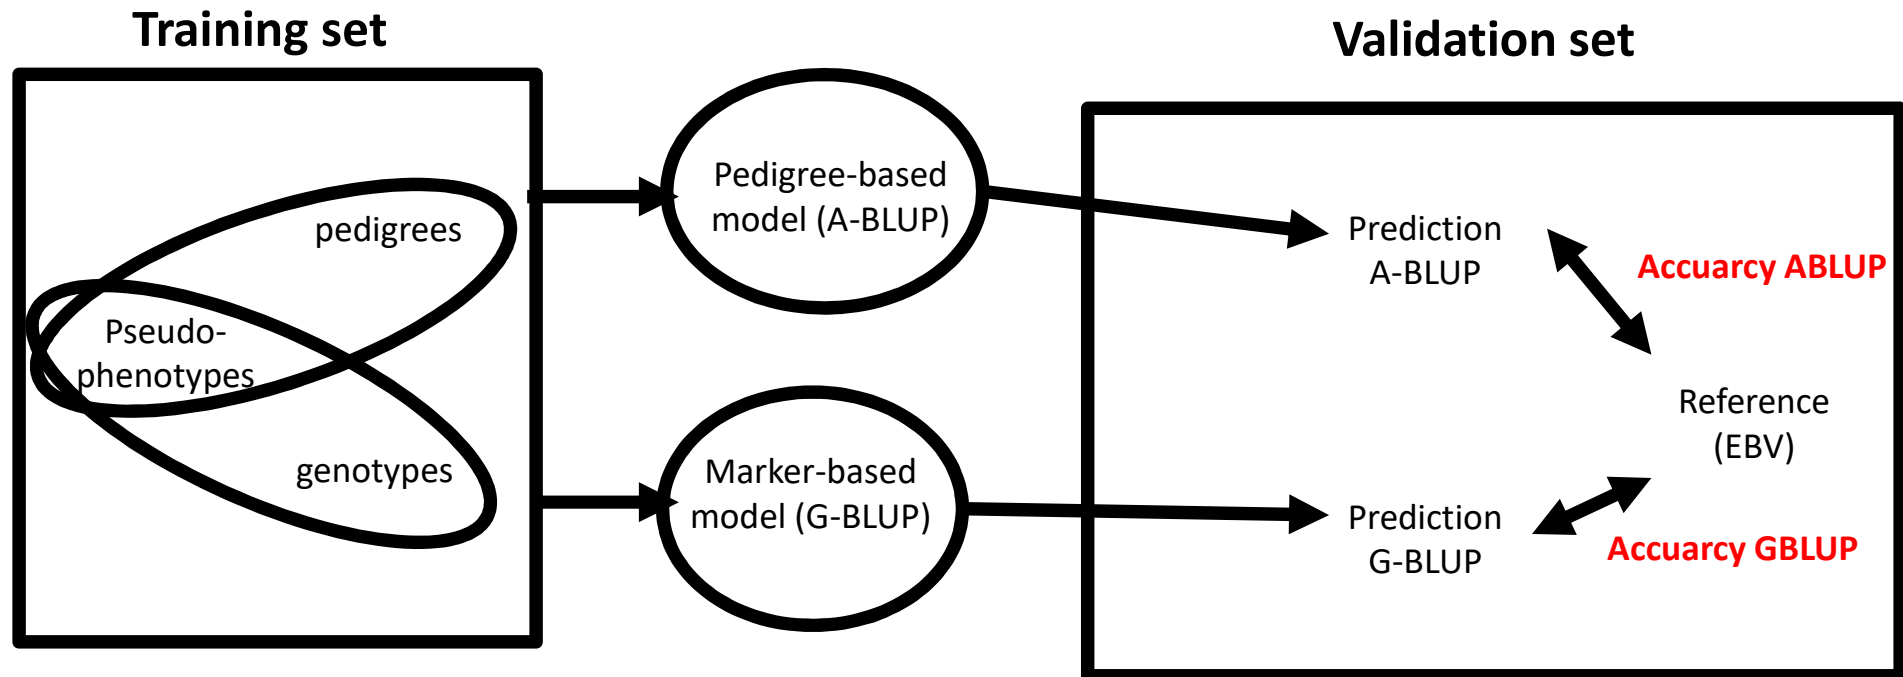 Training set
pedigrees
Pseudo-
phenotypes
genotypes
Pedigree-based
model (A-BLUP)
Marker-based
model (G-BLUP)
Validation set
Prediction
A-BLUP
Accuarcy ABLUP
Reference
(EBV)
Prediction
G-BLUP
Accuarcy GBLUP